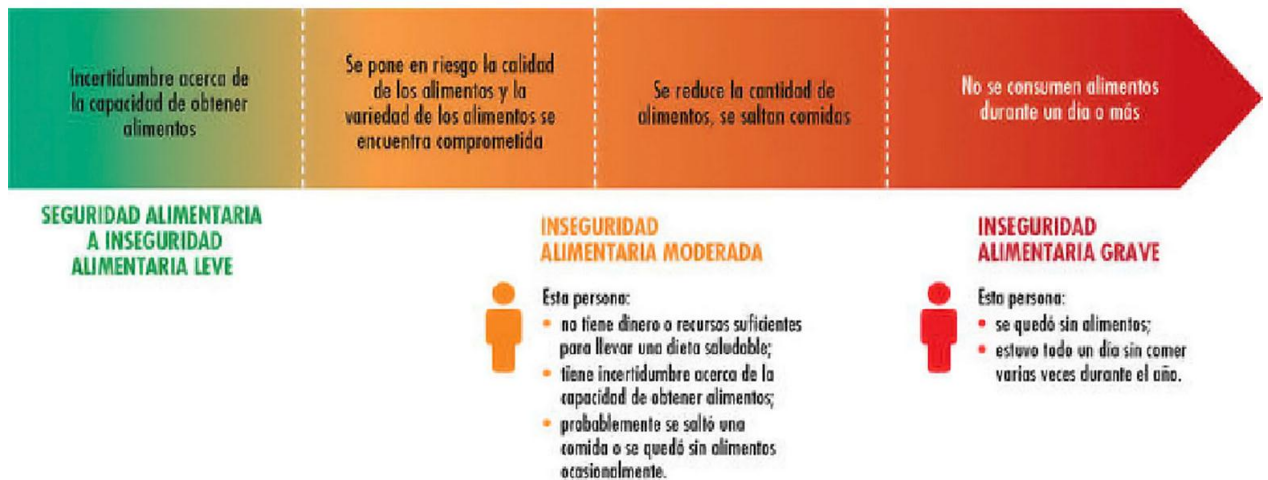 Incertidumbre acerca de
la capacidad de obtener
alimentos
Se pone en riesgo la calidad
de los alimentos y la
variedad de los alimentos se
encuentra comprometida
Se reduce la cantidad de
alimentos, se saltan comidas
No se consumen alimentos
durante un día o más
SEGURIDAD ALIMENTARIA
A INSEGURIDAD
ALIMENTARIA LEVE
INSEGURIDAD
ALIMENTARIA MODERADA
Esta persona:
• no tiene dinero o recursos suficientes
para llevar una dieta saludable;
• tiene incertidumbre acerca de la
capacidad de obtener alimentos;
• probablemente se saltó una
comida o se quedó sin alimentos
ocasionalmente.
INSEGURIDAD
ALIMENTARIA GRAVE
Esta persona:
• se quedó sin alimentos;
• estuvo todo un día sin comer
varias veces durante el año.